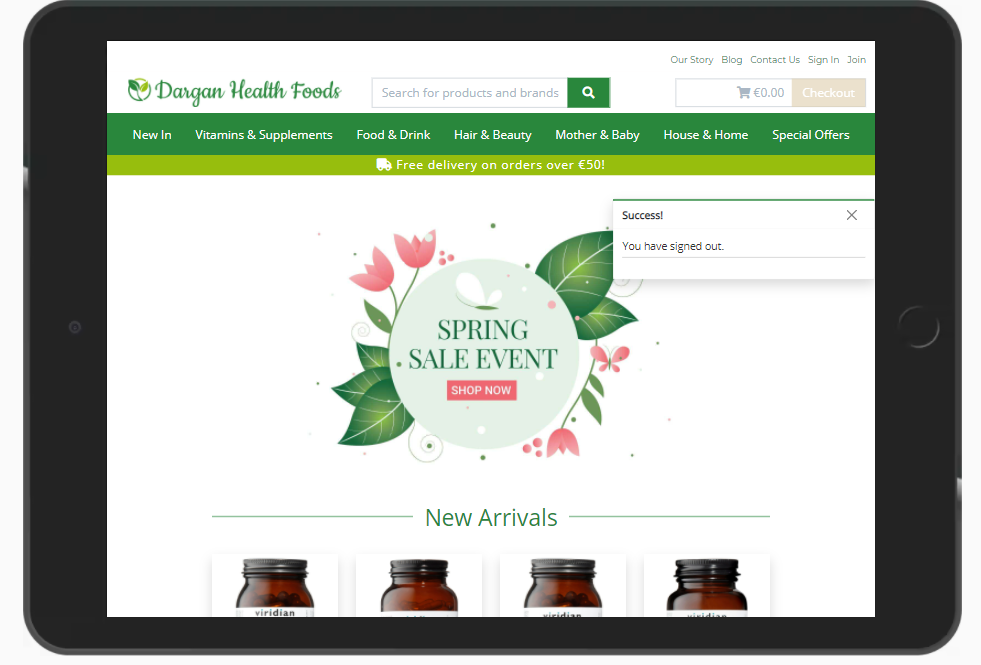 Our Story Blog Contact Us Sign In Join
Dargan Health Foods
Search for products and brands
€0.00
Checkout
New In Vitamins & Supplements Food & Drink Hair & Beauty Mother & Baby House & Home Special Offers
Free delivery on orders over €50!
Success!
You have signed out.
SPRING
SALE EVENT
SHOP NOW
New Arrivals
viridian
viridian
viridian